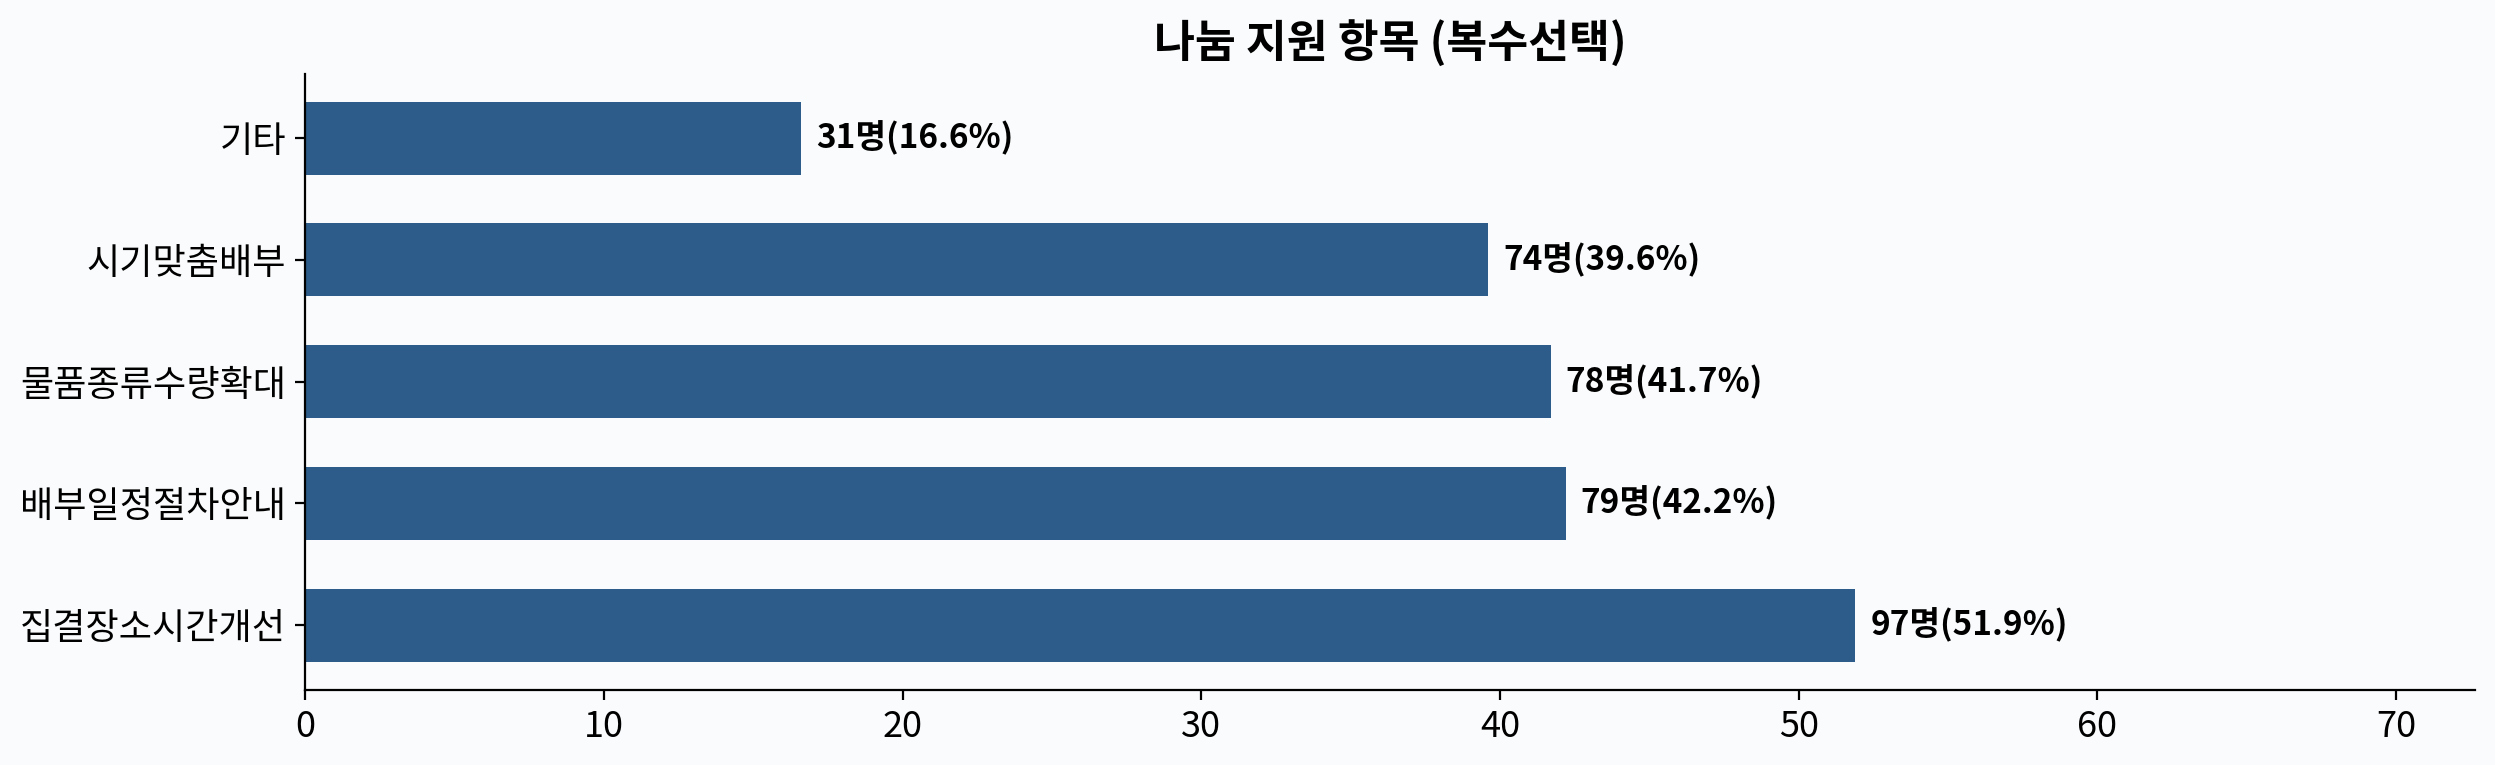 나눔 지원 항목 (복수선택)
기타
31명(16.6%)
시기맞춤배부
74명(39.6%)
물품종류수량확대
78명(41.7%)
배부일정절차안내
79명(42.2%)
집결장소시간개선
97명(51.9%)
0 10 20 30 40 50 60 70